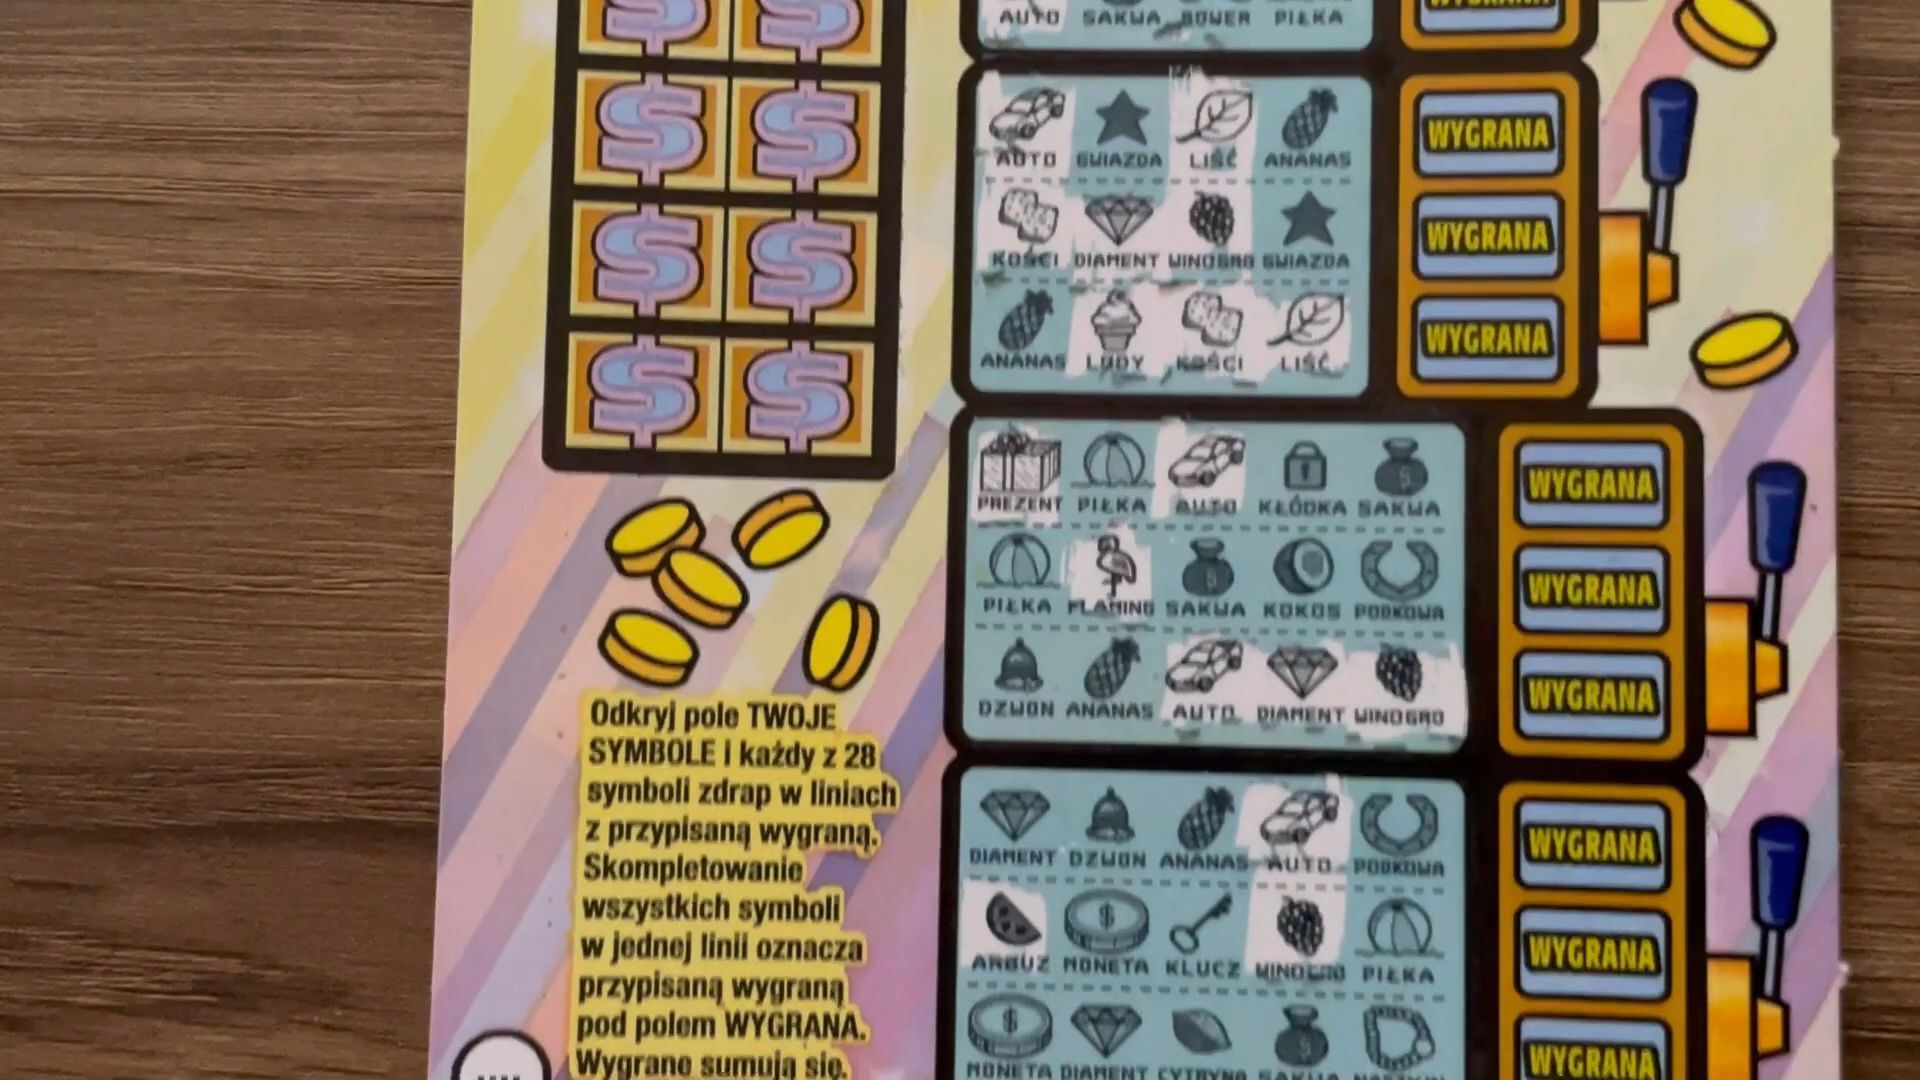 AUTO SAKWA ROWER PIŁKA
WYGRANA
AUTO GWIAZDA LIŚĆ ANANAS
WYGRANA
KOŚCI DIAMENT WINOGRO GWIAZDA
WYGRANA
ANANAS LODY KOŚCI LIŚĆ
WYGRANA
PREZENT PIŁKA AUTO KŁÓDKA SAKWA
WYGRANA
PIŁKA FLAMING SAKWA KOKOS PODKOWA
WYGRANA
DZWON ANANAS AUTO DIAMENT WINOGRO
WYGRANA
DIAMENT DZWON ANANAS AUTO PODKOWA
WYGRANA
ARBUZ MONETA KLUCZ WINOGRO PIŁKA
WYGRANA
MONETA DIAMENT CYTRYNA SAKWA
WYGRANA
Odkryj pole TWOJE
SYMBOLE i każdy z 28
symboli zdrap w liniach
z przypisaną wygraną.
Skompletowanie
wszystkich symboli
w jednej linii oznacza
przypisaną wygraną
pod polem WYGRANA.
Wygrane sumują się.